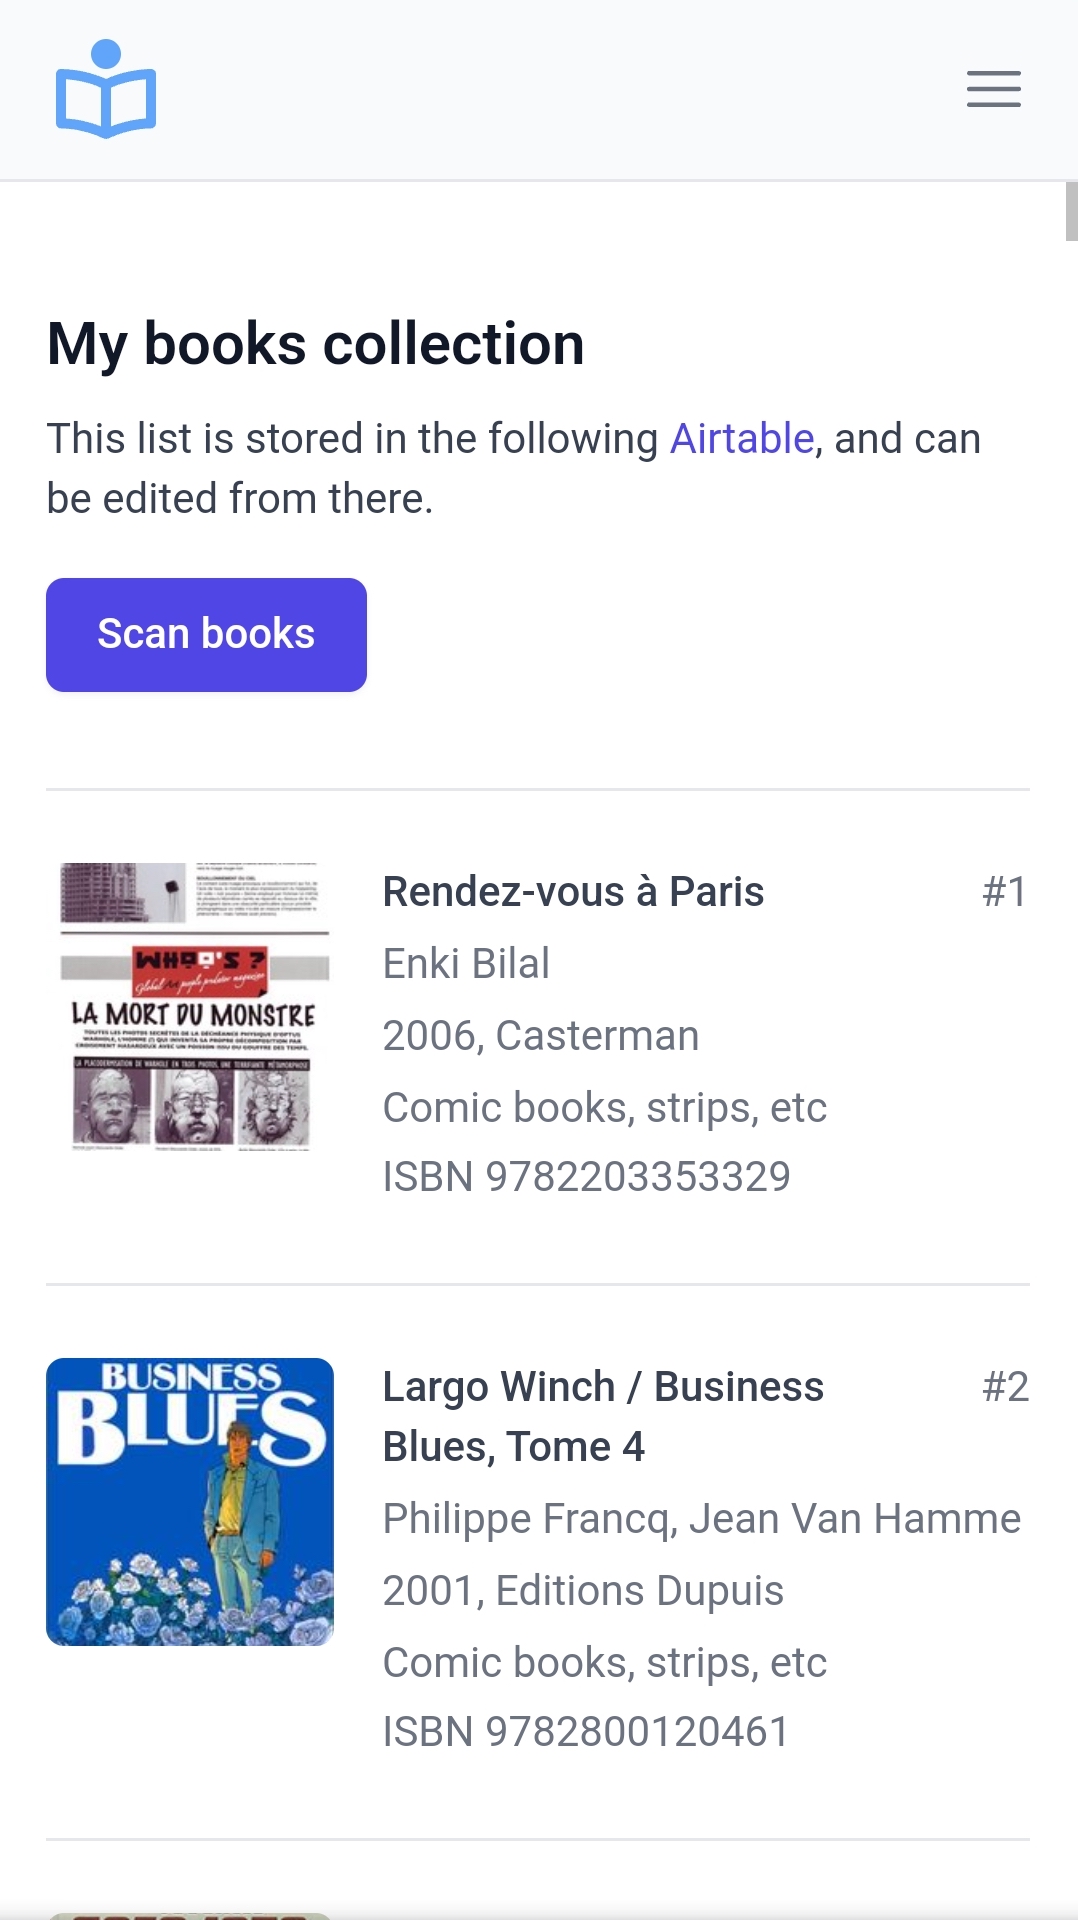 My books collection
This list is stored in the following Airtable, and can
be edited from there.
Scan books
WHOO'S ?
Global Art people predator magazine
LA MORT DU MONSTRE
Rendez-vous à Paris
#1
Enki Bilal
2006, Casterman
Comic books, strips, etc
ISBN 9782203353329
BUSINESS
BLUES
Largo Winch / Business
#2
Blues, Tome 4
Philippe Francq, Jean Van Hamme
2001, Editions Dupuis
Comic books, strips, etc
ISBN 9782800120461